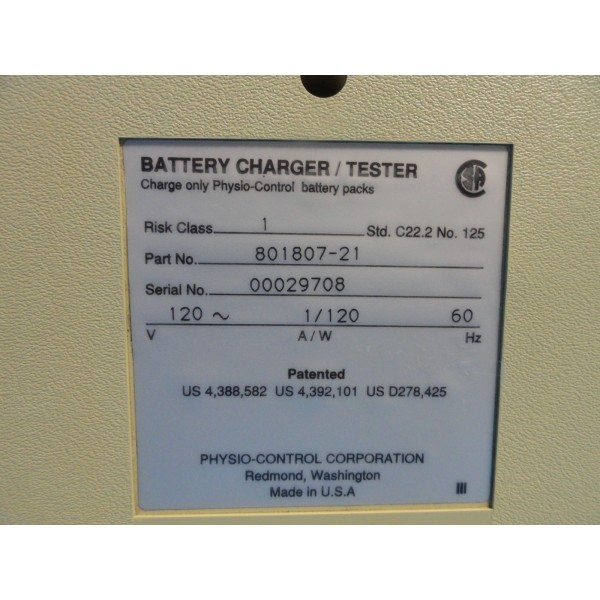 BATTERY CHARGER / TESTER
Charge only Physio-Control battery packs
SA
Risk Class 1 Std. C22.2 No. 125
Part No. 801807-21
Serial No. 00029708
120 ~ 1/120 60
V A / W Hz
Patented
US 4,388,582 US 4,392,101 US D278,425
PHYSIO-CONTROL CORPORATION
Redmond, Washington
Made in U.S.A III